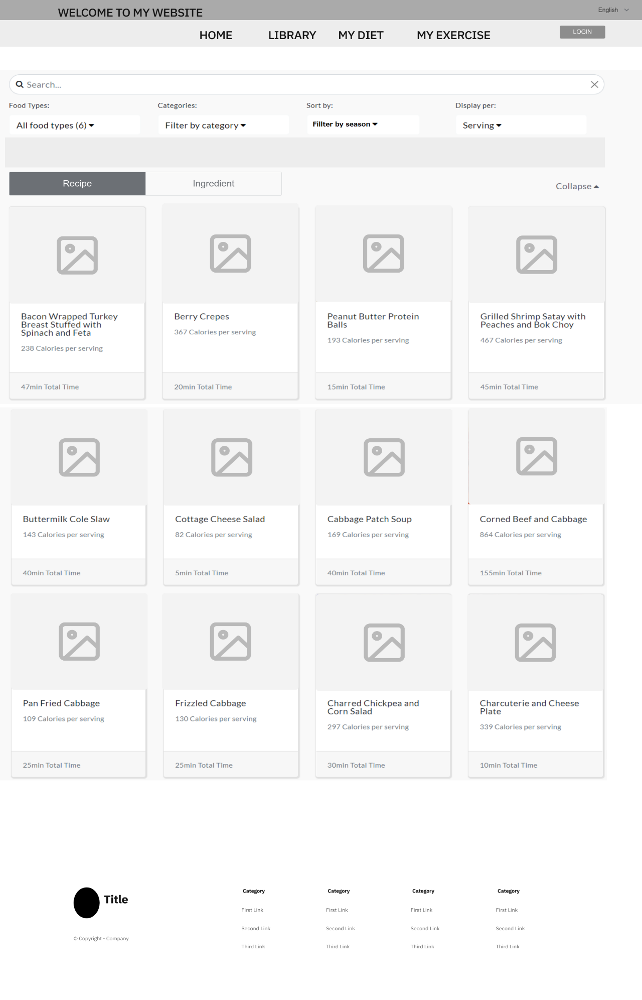 WELCOME TO MY WEBSITE
English
HOME LIBRARY MY DIET MY EXERCISE
LOGIN
Search...
Food Types: Categories: Sort by: Display per:
All food types (6) Filter by category Fillter by season Serving
Recipe Ingredient
Collapse
Bacon Wrapped Turkey
Breast Stuffed with
Spinach and Feta
238 Calories per serving
47min Total Time
Berry Crepes
367 Calories per serving
20min Total Time
Peanut Butter Protein
Balls
193 Calories per serving
15min Total Time
Grilled Shrimp Satay with
Peaches and Bok Choy
467 Calories per serving
45min Total Time
Buttermilk Cole Slaw
143 Calories per serving
40min Total Time
Cottage Cheese Salad
82 Calories per serving
5min Total Time
Cabbage Patch Soup
169 Calories per serving
40min Total Time
Corned Beef and Cabbage
864 Calories per serving
155min Total Time
Pan Fried Cabbage
109 Calories per serving
25min Total Time
Frizzled Cabbage
130 Calories per serving
25min Total Time
Charred Chickpea and
Corn Salad
297 Calories per serving
30min Total Time
Charcuterie and Cheese
Plate
339 Calories per serving
10min Total Time
Title
© Copyright - Company
Category
First Link
Second Link
Third Link
Category
First Link
Second Link
Third Link
Category
First Link
Second Link
Third Link
Category
First Link
Second Link
Third Link